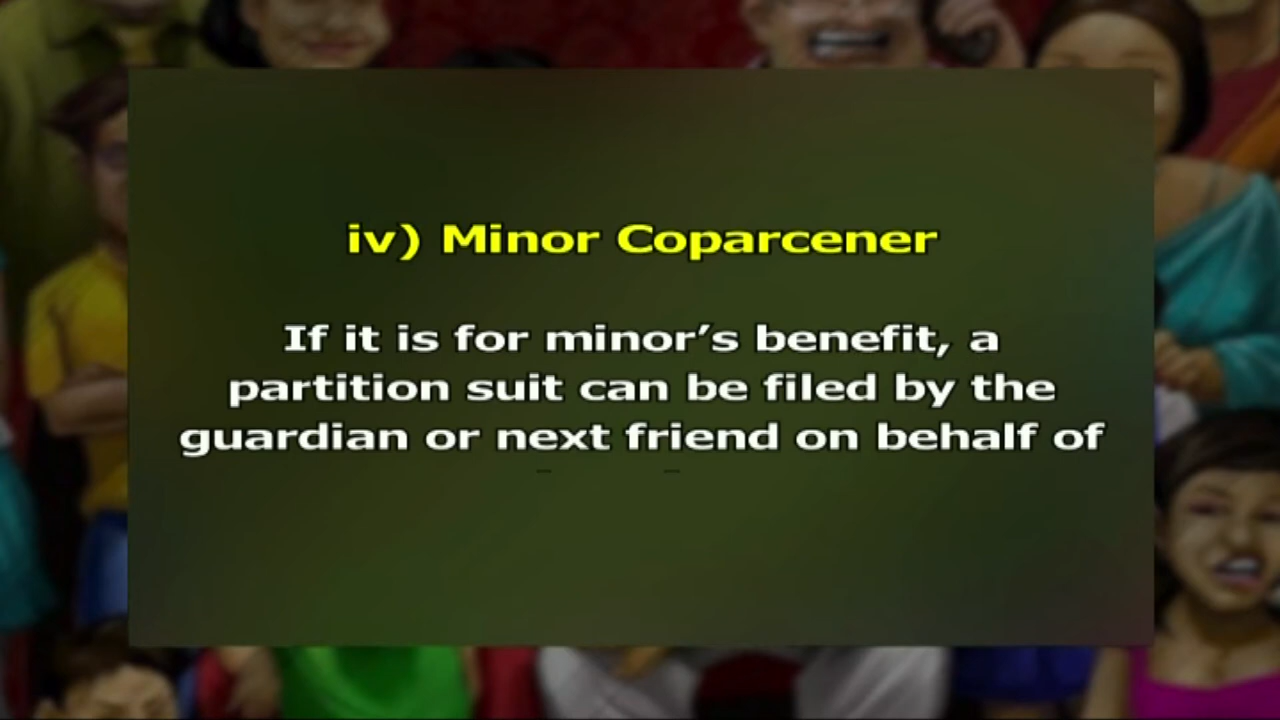 iv) Minor Coparcener
If it is for minor’s benefit, a
partition suit can be filed by the
guardian or next friend on behalf of